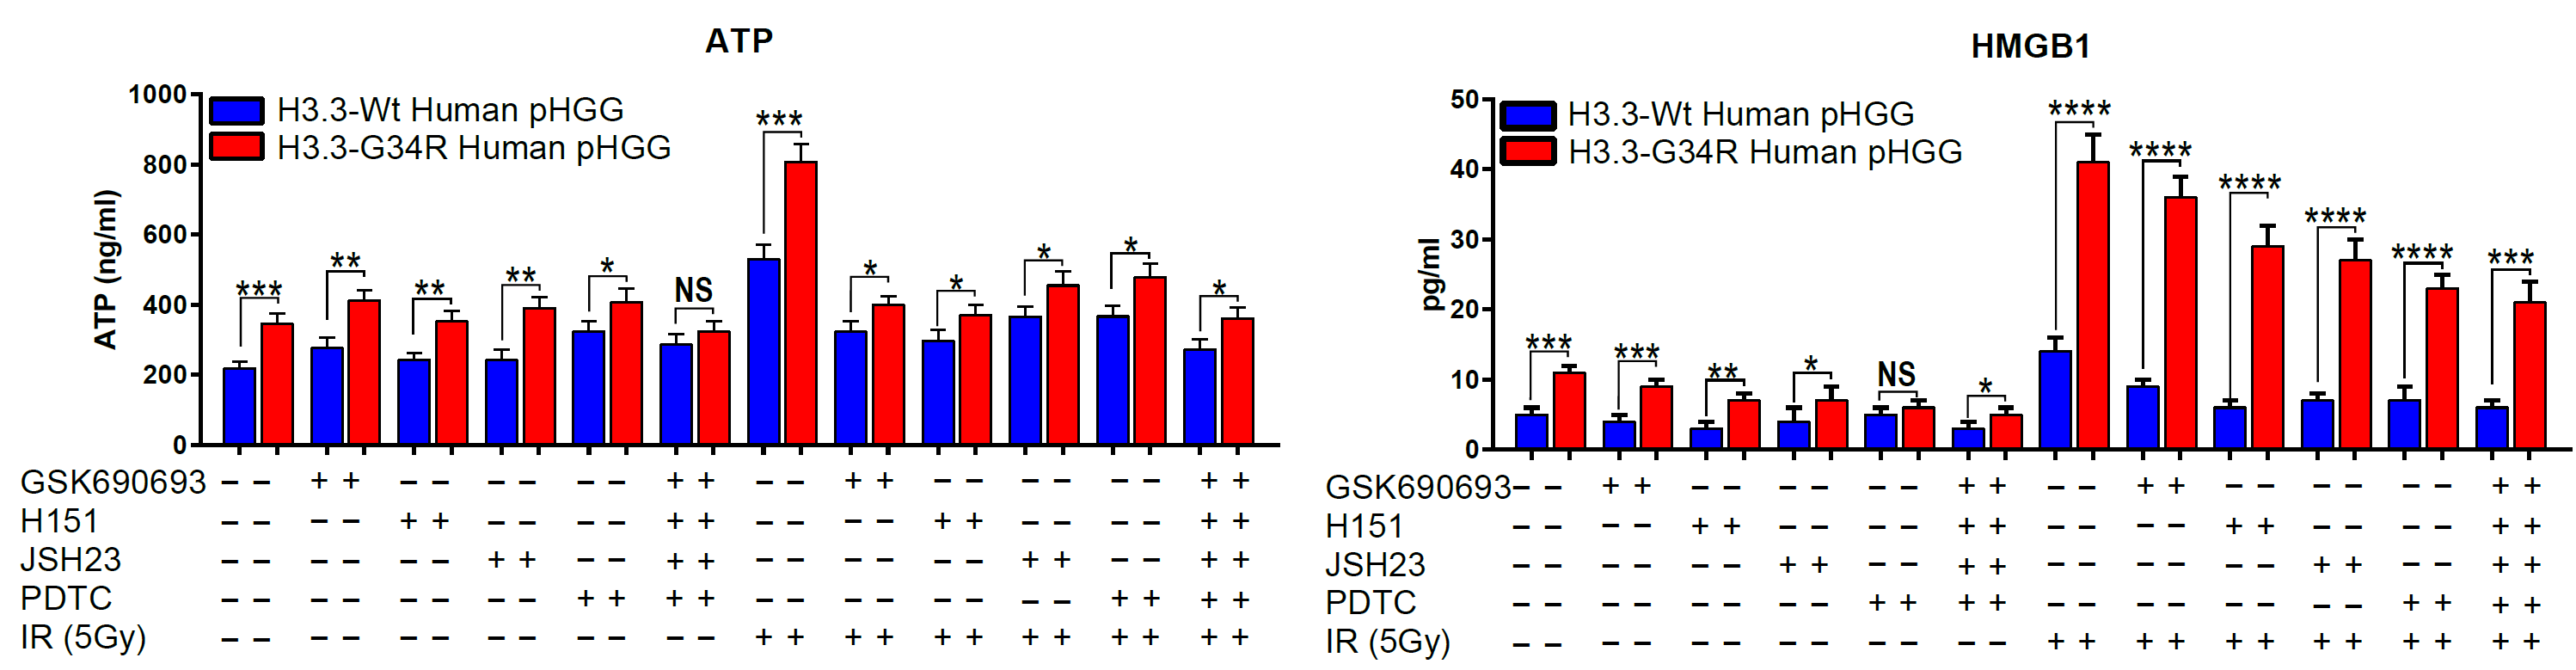 ATP
1000
800
600
400
200
0
ATP (ng/ml)
H3.3-Wt Human pHGG
H3.3-G34R Human pHGG
*** ** ** ** * NS *** * * * * *
GSK690693 – – + + – – – – – – + + – – + + – – – – – – + +
H151 – – – – + + – – – – + + – – – – + + – – – – + +
JSH23 – – – – – – + + – – + + – – – – – – + + – – + +
PDTC – – – – – – – – + + + + – – – – – – – – + + + +
IR (5Gy) – – – – – – – – – – – – + + + + + + + + + + + +
HMGB1
50
40
30
20
10
0
pg/ml
H3.3-Wt Human pHGG
H3.3-G34R Human pHGG
*** *** ** * NS * **** **** **** **** **** ***
GSK690693 – – + + – – – – – – + + – – + + – – – – – – + +
H151 – – – – + + – – – – + + – – – – + + – – – – + +
JSH23 – – – – – – + + – – + + – – – – – – + + – – + +
PDTC – – – – – – – – + + + + – – – – – – – – + + + +
IR (5Gy) – – – – – – – – – – – – + + + + + + + + + + + +